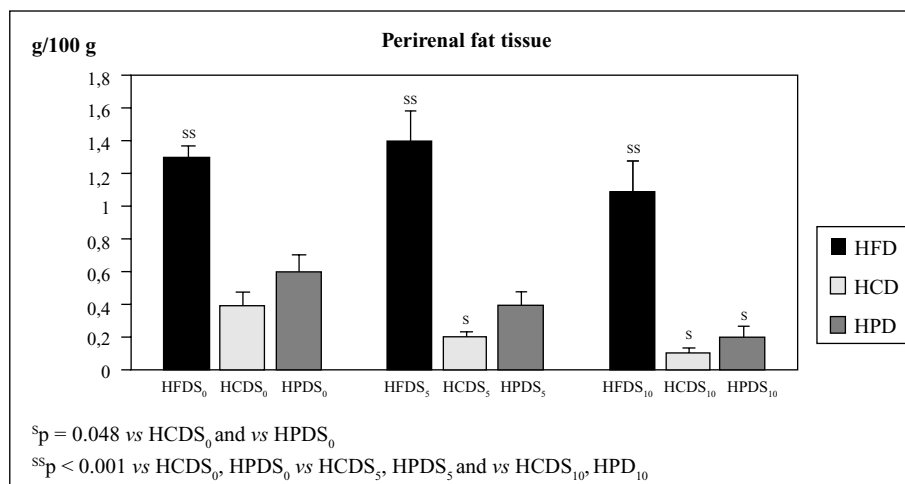 Perirenal fat tissue
g/100 g
1,8
1,6
1,4
1,2
1
0,8
0,6
0,4
0,2
0
SS
SS
SS
S
S
S
HFDS₀ HCDS₀ HPDS₀ HFDS₅ HCDS₅ HPDS₅ HFDS₁₀ HCDS₁₀ HPDS₁₀
HFD
HCD
HPD
ˢp = 0.048 vs HCDS₀ and vs HPDS₀
ˢˢp < 0.001 vs HCDS₀, HPDS₀ vs HCDS₅, HPDS₅ and vs HCDS₁₀, HPD₁₀